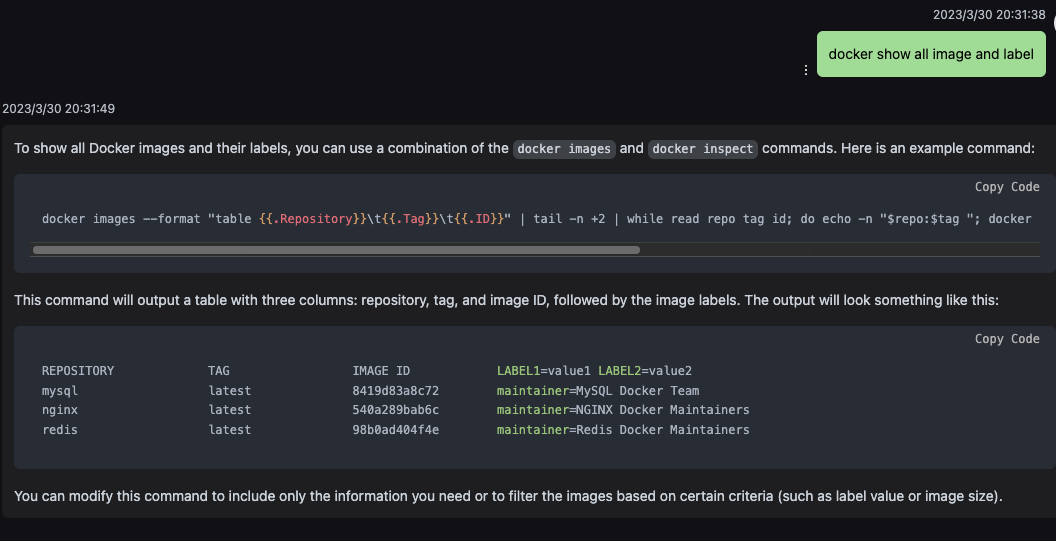 2023/3/30 20:31:38
docker show all image and label
2023/3/30 20:31:49
To show all Docker images and their labels, you can use a combination of the docker images and docker inspect commands. Here is an example command:
Copy Code
docker images --format "table {{.Repository}}\t{{.Tag}}\t{{.ID}}" | tail -n +2 | while read repo tag id; do echo -n "$repo:$tag "; docker
This command will output a table with three columns: repository, tag, and image ID, followed by the image labels. The output will look something like this:
Copy Code
REPOSITORY TAG IMAGE ID LABEL1=value1 LABEL2=value2
mysql latest 8419d83a8c72 maintainer=MySQL Docker Team
nginx latest 540a289bab6c maintainer=NGINX Docker Maintainers
redis latest 98b0ad404f4e maintainer=Redis Docker Maintainers
You can modify this command to include only the information you need or to filter the images based on certain criteria (such as label value or image size).